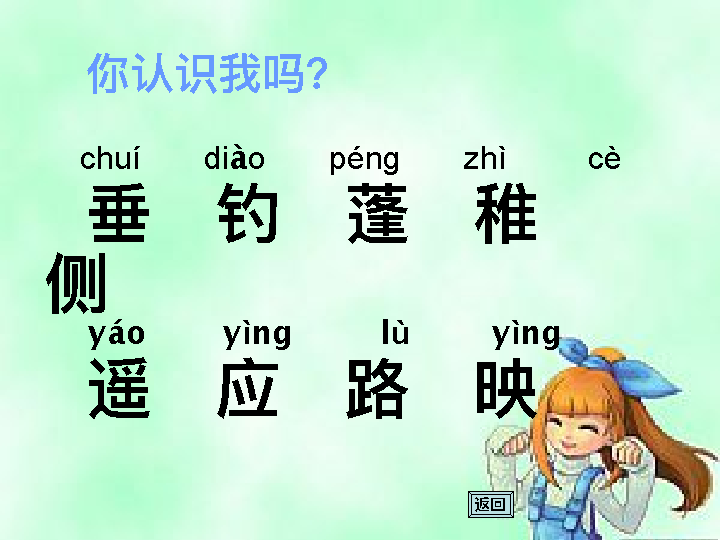 你认识我吗?
chuí diào péng zhì cè
垂 钓 蓬 稚
侧
yáo yìng lù yìng
遥 应 路 映
返回